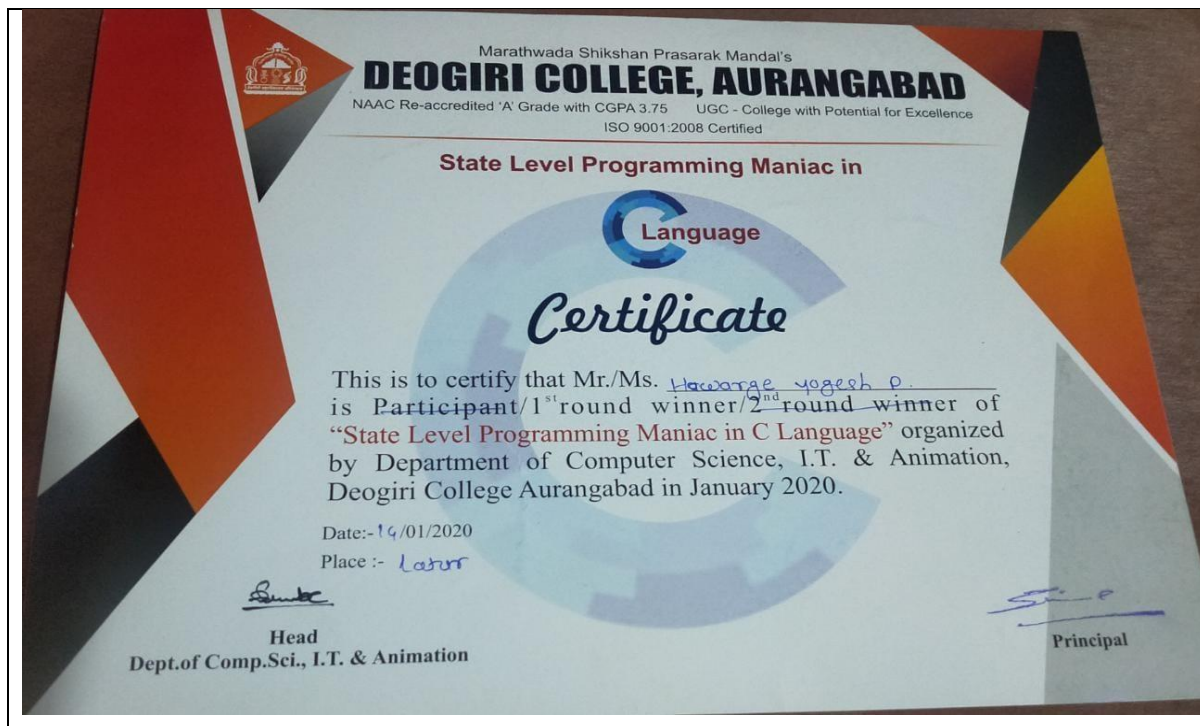 Marathwada Shikshan Prasarak Mandal's
DEOGIRI COLLEGE, AURANGABAD
NAAC Re-accredited 'A' Grade with CGPA 3.75 UGC - College with Potential for Excellence
ISO 9001:2008 Certified
State Level Programming Maniac in
C Language
Certificate
This is to certify that Mr./Ms. Hawarge yogesh P.
is Participant/1st round winner/2nd round winner of
“State Level Programming Maniac in C Language” organized
by Department of Computer Science, I.T. & Animation,
Deogiri College Aurangabad in January 2020.
Date:-14/01/2020
Place :- Latur
Head
Dept.of Comp.Sci., I.T. & Animation
Principal